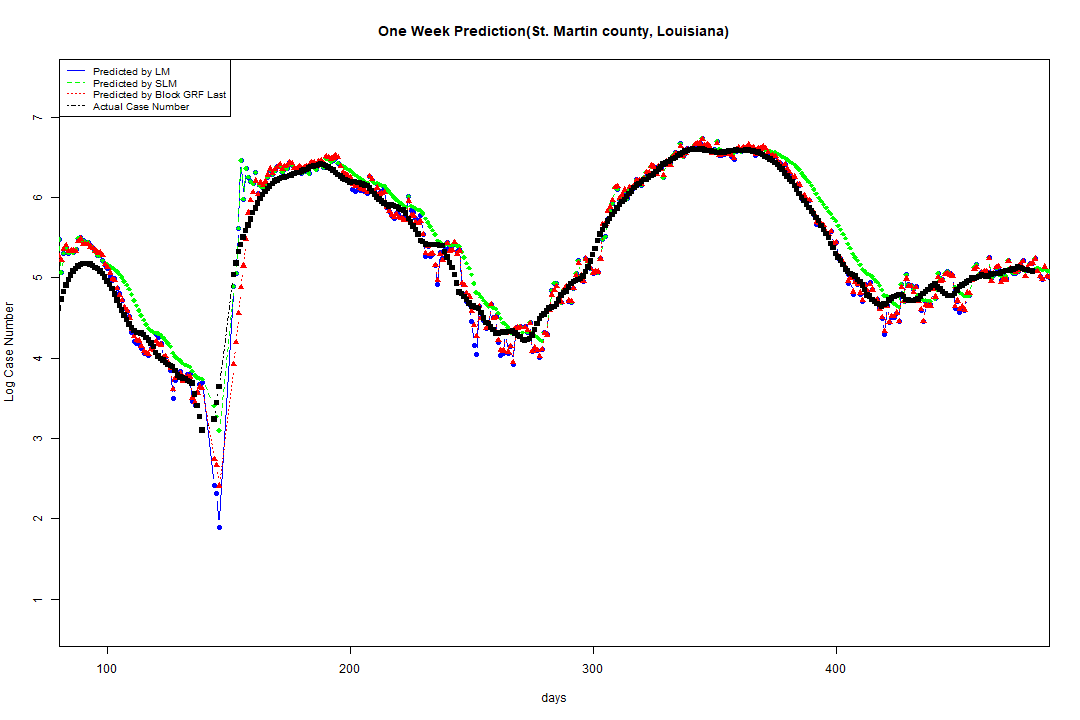 One Week Prediction(St. Martin county, Louisiana)
Predicted by LM
Predicted by SLM
Predicted by Block GRF Last
Actual Case Number
7
6
5
4
3
2
1
Log Case Number
100 200 300 400
days